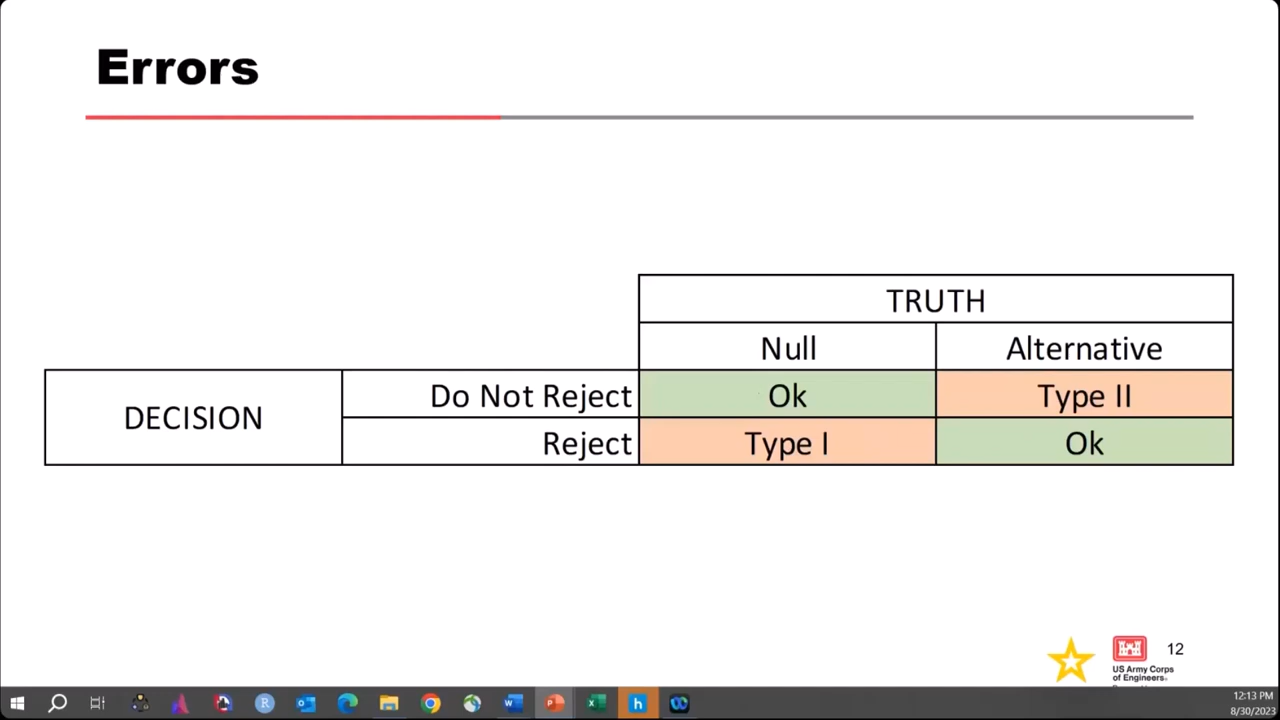 Errors
TRUTH
Null Alternative
DECISION
Do Not Reject Ok Type II
Reject Type I Ok
12
US Army Corps
of Engineers®
12:13 PM
8/30/2023